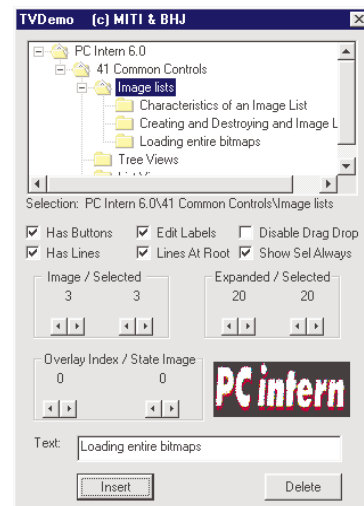 TVDemo (c) MITI & BHJ
PC Intern 6.0
41 Common Controls
Image lists
Characteristics of an Image List
Creating and Destroying and Image L
Loading entire bitmaps
Tree Views
Selection: PC Intern 6.0\41 Common Controls\Image lists
Has Buttons Edit Labels Disable Drag Drop
Has Lines Lines At Root Show Sel Always
Image / Selected Expanded / Selected
3 3 20 20
Overlay Index / State Image
0 0
PC intern
Text: Loading entire bitmaps
Insert Delete